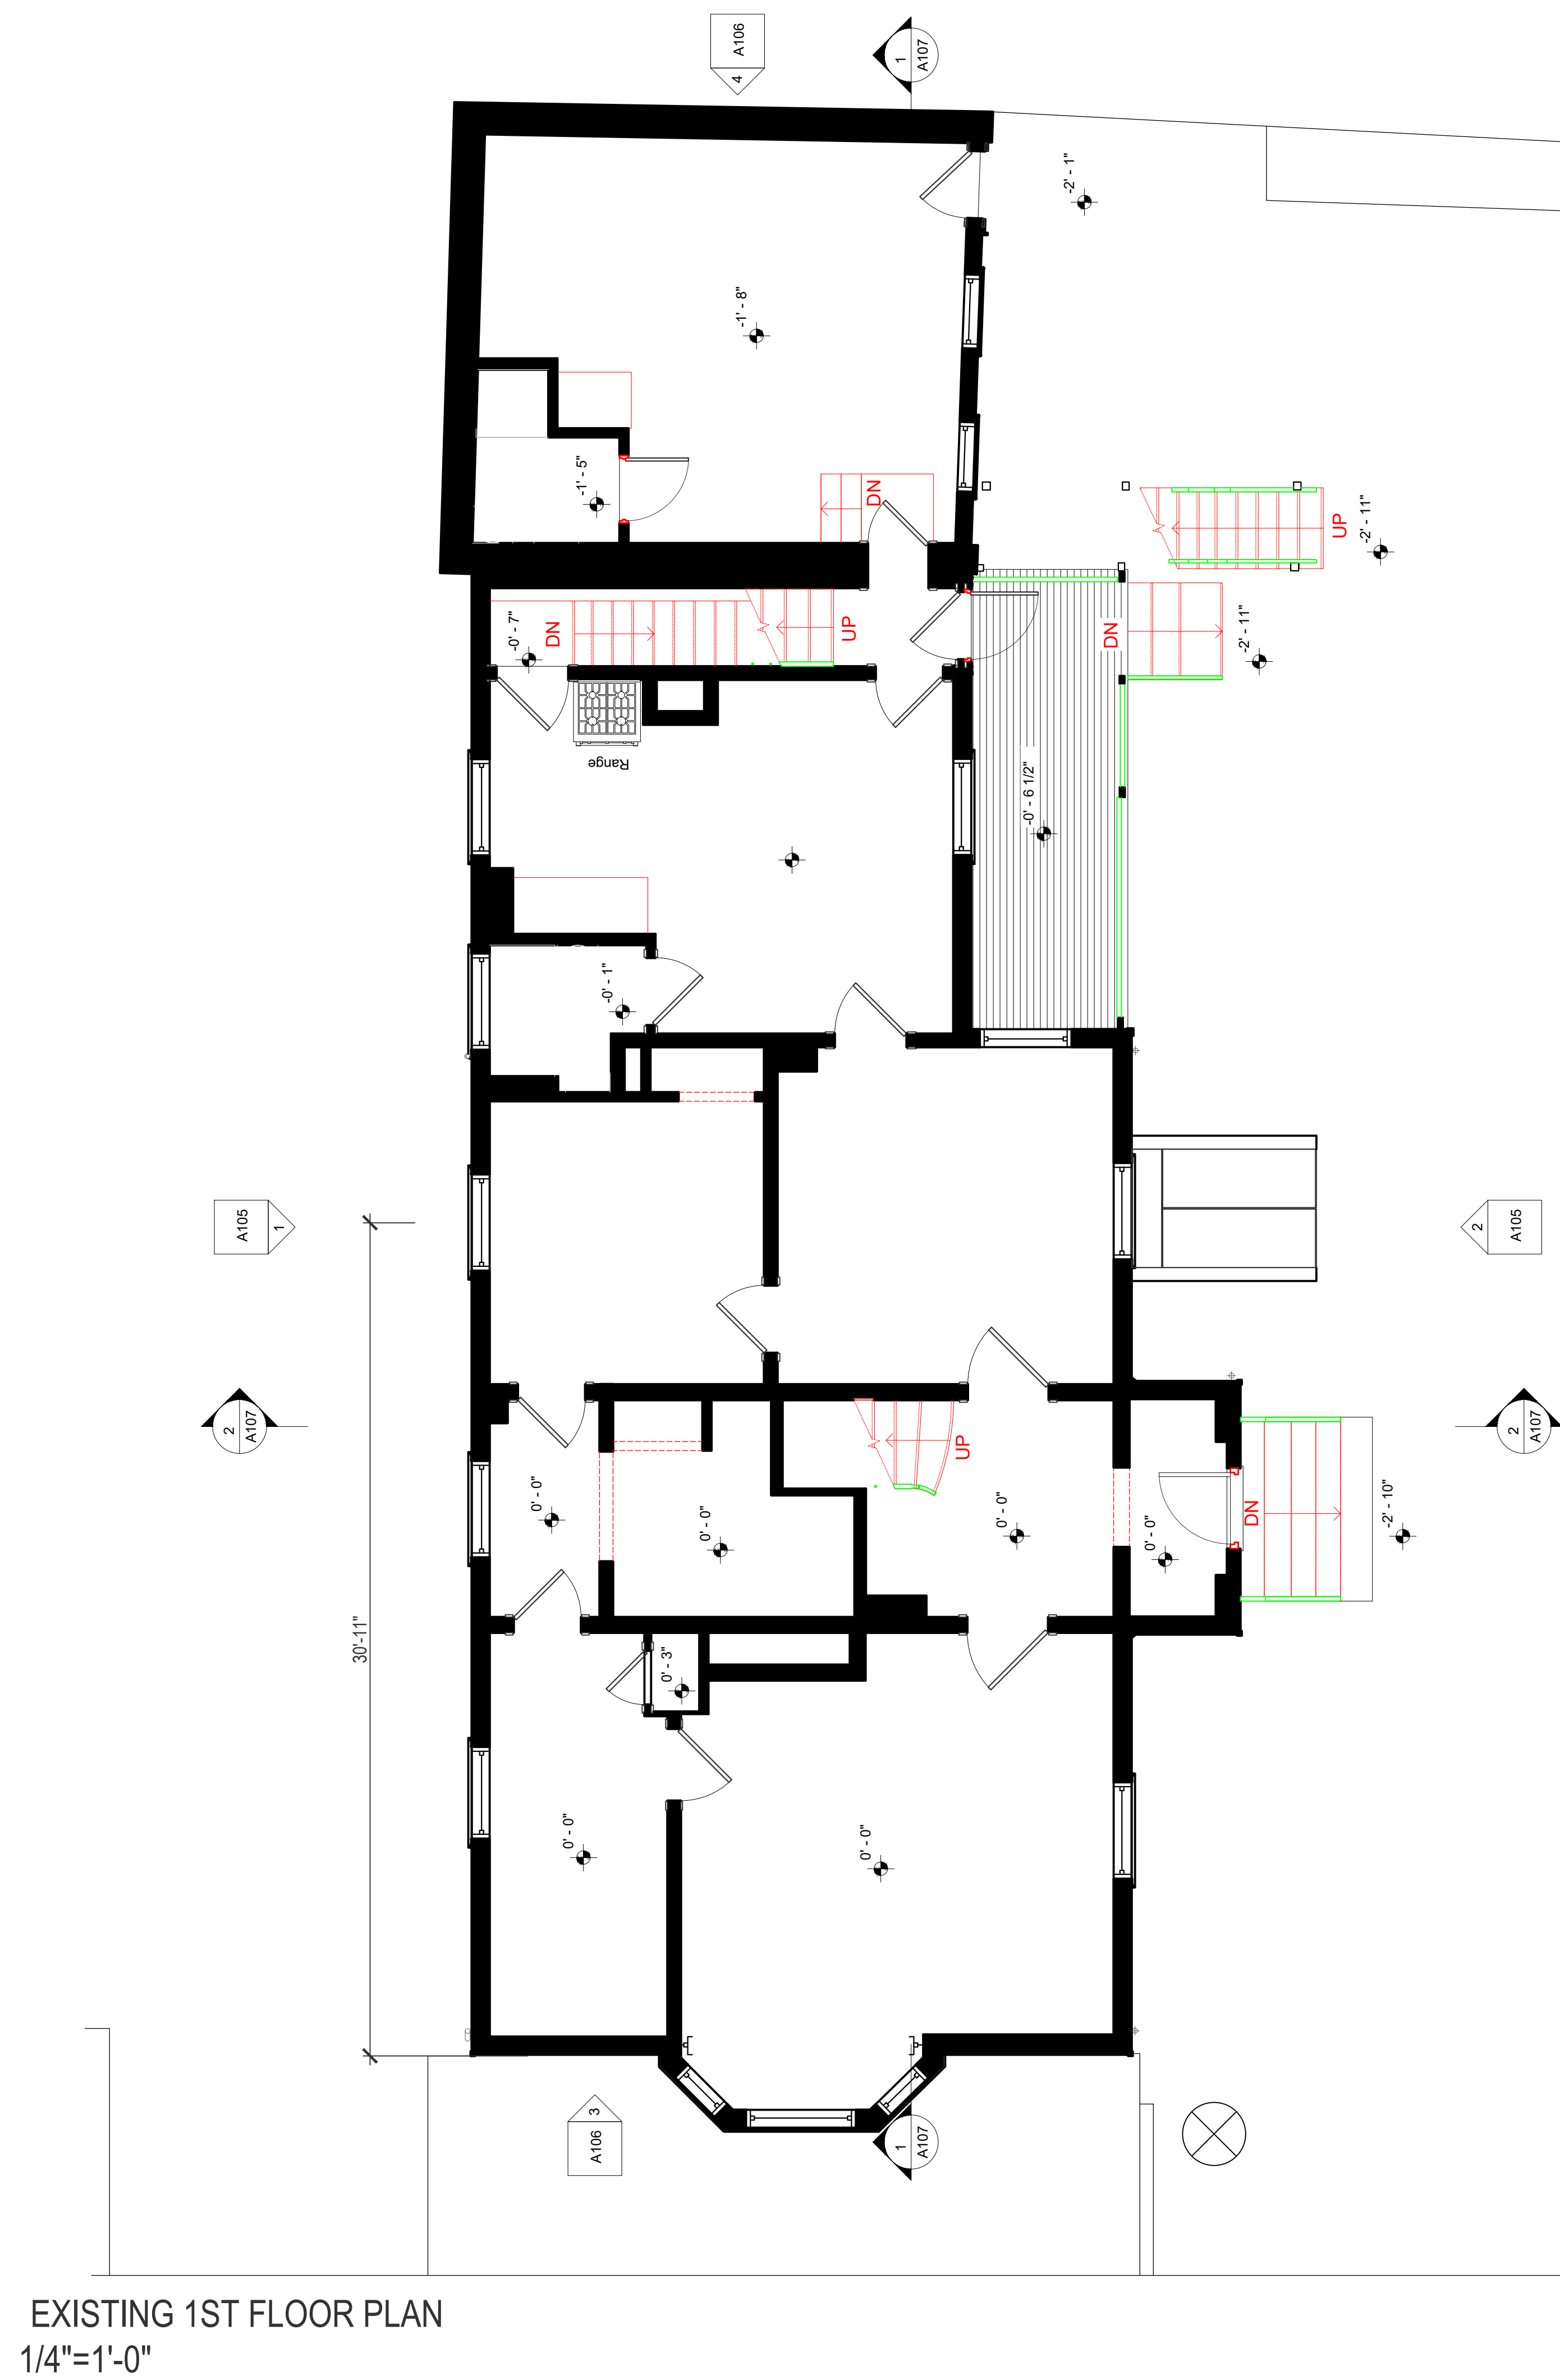 A106
4
1
A107
-2' - 1"
-1' - 8"
-1' - 5"
DN
UP
-2' - 11"
-0' - 7"
DN
UP
DN
-2' - 11"
Range
-0' - 6 1/2"
-0' - 1"
A105
1
2
A105
2
A107
2
A107
UP
0' - 0"
0' - 0"
0' - 0"
0' - 0"
DN
-2' - 10"
30'-11"
0' - 3"
0' - 0"
0' - 0"
3
A106
1
A107
EXISTING 1ST FLOOR PLAN
1/4"=1'-0"